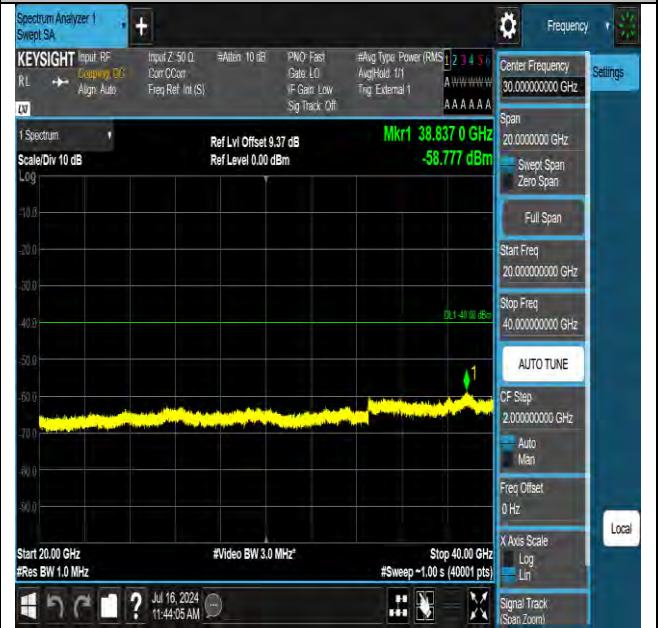 Spectrum Analyzer 1
Swept SA
+
Frequency
KEYSIGHT Input: RF Input Z: 50 Ω #Atten: 10 dB PNO: Fast #Avg Type: Power (RMS 1 2 3 4 5 6
RL Coupling: DC Corr CCorr Gate: LO Avg|Hold: 1/1 A W W W W W
Align: Auto Freq Ref: Int (S) IF Gain: Low Trig: External 1
Sig Track: Off A A A A A A
LXI
Center Frequency
30.000000000 GHz
Settings
1 Spectrum
Scale/Div 10 dB
Ref Lvl Offset 9.37 dB
Ref Level 0.00 dBm
Mkr1 38.837 0 GHz
-58.777 dBm
Log
-10.0
-20.0
-30.0
-40.0
-50.0
-60.0
-70.0
-80.0
-90.0
DL1 -40.00 dBm
1
Start 20.00 GHz #Video BW 3.0 MHz* Stop 40.00 GHz
#Res BW 1.0 MHz #Sweep ~1.00 s (40001 pts)
Span
20.0000000 GHz
Swept Span
Zero Span
Full Span
Start Freq
20.000000000 GHz
Stop Freq
40.000000000 GHz
AUTO TUNE
CF Step
2.000000000 GHz
Auto
Man
Freq Offset
0 Hz
X Axis Scale
Log
Lin
Signal Track
(Span Zoom)
Local
? Jul 16, 2024
11:44:05 AM